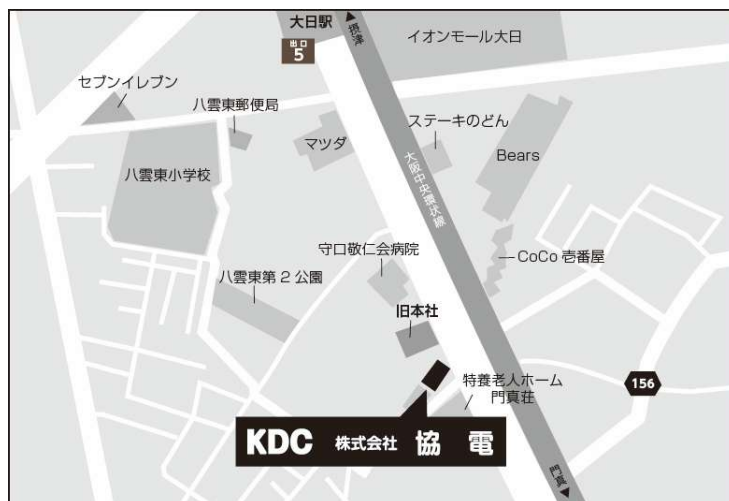 大日駅
出口
5
▲摂津
イオンモール大日
セブンイレブン
八雲東郵便局
マツダ
ステーキのどん
Bears
八雲東小学校
大阪中央環状線
守口敬仁会病院
CoCo壱番屋
八雲東第2公園
旧本社
特養老人ホーム
門真荘
156
KDC 株式会社 協電
門真▼